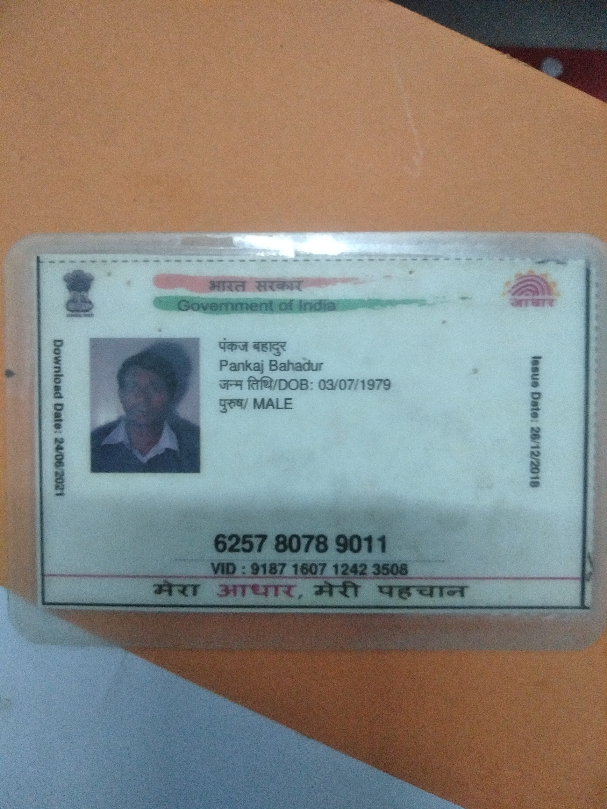 भारत सरकार
Government of India
आधार
Download Date: 24/06/2021
पंकज बहादुर
Pankaj Bahadur
जन्म तिथि/DOB: 03/07/1979
पुरुष/ MALE
Issue Date: 26/12/2018
6257 8078 9011
VID : 9187 1607 1242 3508
मेरा आधार, मेरी पहचान